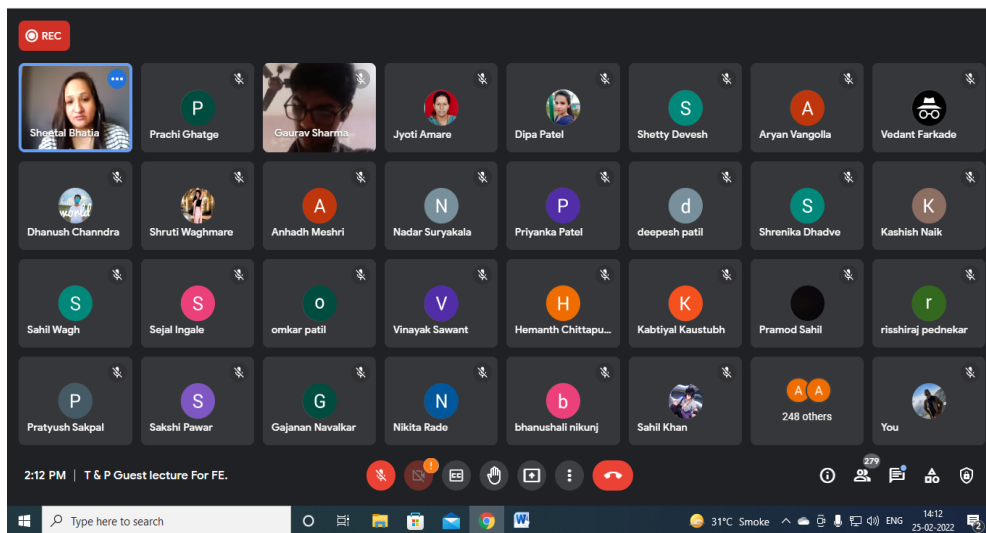 REC
Sheetal Bhatia
P
Prachi Ghatge
Gaurav Sharma
Jyoti Amare
Dipa Patel
S
Shetty Devesh
A
Aryan Vangolla
Vedant Farkade
world
Dhanush Channdra
Shruti Waghmare
A
Anhadh Meshri
N
Nadar Suryakala
P
Priyanka Patel
d
deepesh patil
S
Shrenika Dhadve
K
Kashish Naik
S
Sahil Wagh
S
Sejal Ingale
o
omkar patil
V
Vinayak Sawant
H
Hemanth Chittapu...
K
Kabtiyal Kaustubh
Pramod Sahil
r
risshiraj pednekar
P
Pratyush Sakpal
S
Sakshi Pawar
G
Gajanan Navalkar
N
Nikita Rade
b
bhanushali nikunj
Sahil Khan
A A
248 others
You
2:12 PM | T & P Guest lecture For FE.
CC
279
Type here to search
W
31°C Smoke
ENG
14:12
25-02-2022
2